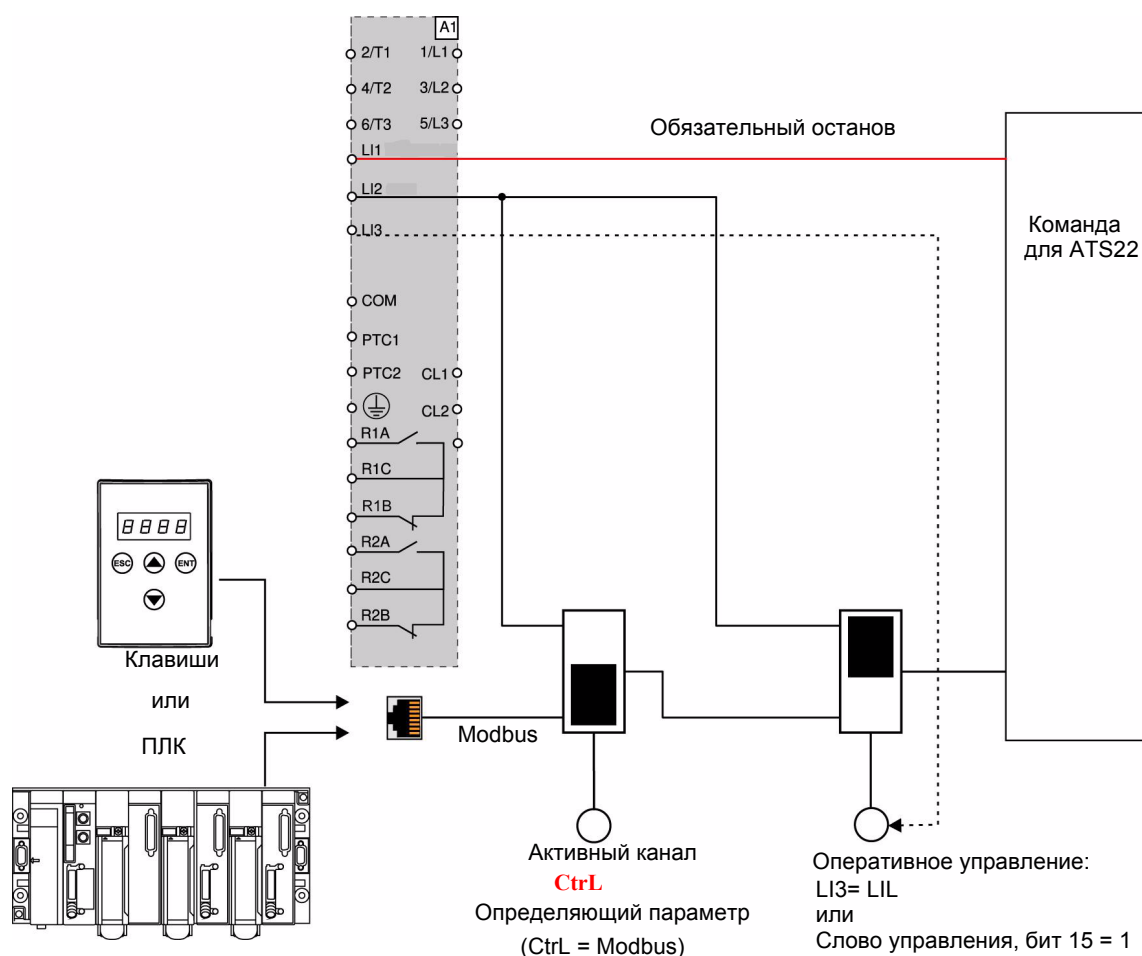 A1
2/T1 1/L1
4/T2 3/L2
6/T3 5/L3
LI1
Обязательный останов
LI2
LI3
Команда
для ATS22
COM
PTC1
PTC2 CL1
CL2
R1A
R1C
R1B
R2A
R2C
R2B
8888
ESC ENT
Клавиши
или
ПЛК
Modbus
Активный канал
CtrL
Определяющий параметр
(CtrL = Modbus)
Оперативное управление:
LI3= LIL
или
Слово управления, бит 15 = 1